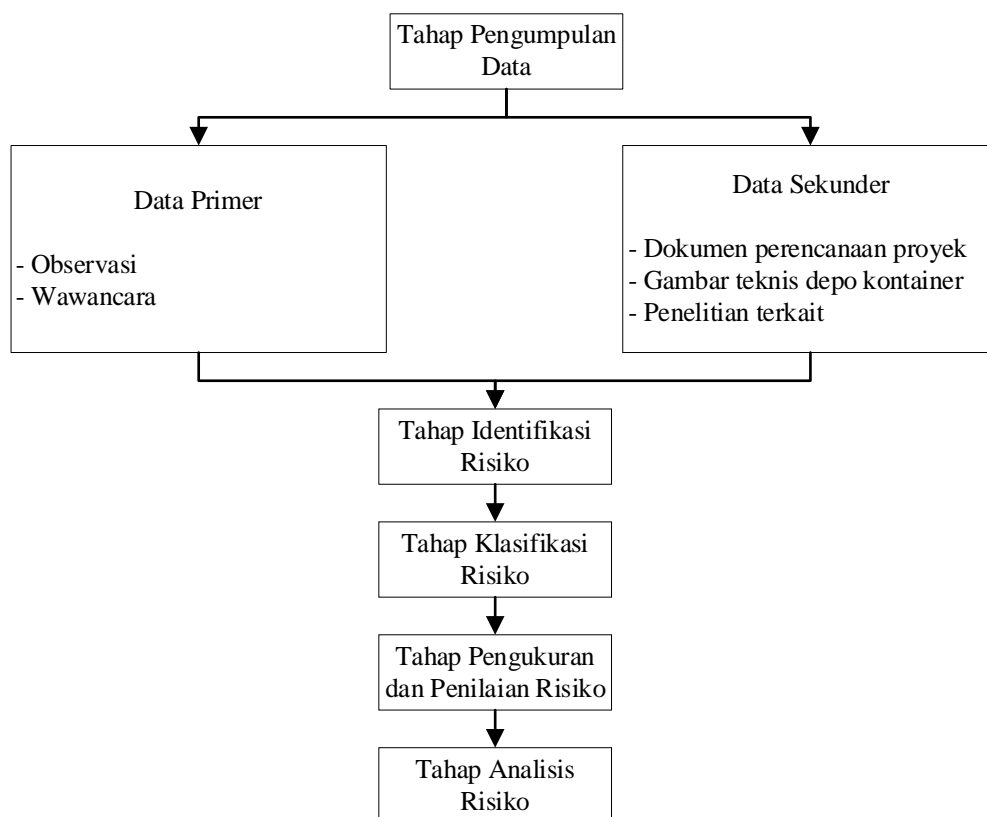 Tahap Pengumpulan
Data
Data Primer
- Observasi
- Wawancara
Data Sekunder
- Dokumen perencanaan proyek
- Gambar teknis depo kontainer
- Penelitian terkait
Tahap Identifikasi
Risiko
Tahap Klasifikasi
Risiko
Tahap Pengukuran
dan Penilaian Risiko
Tahap Analisis
Risiko